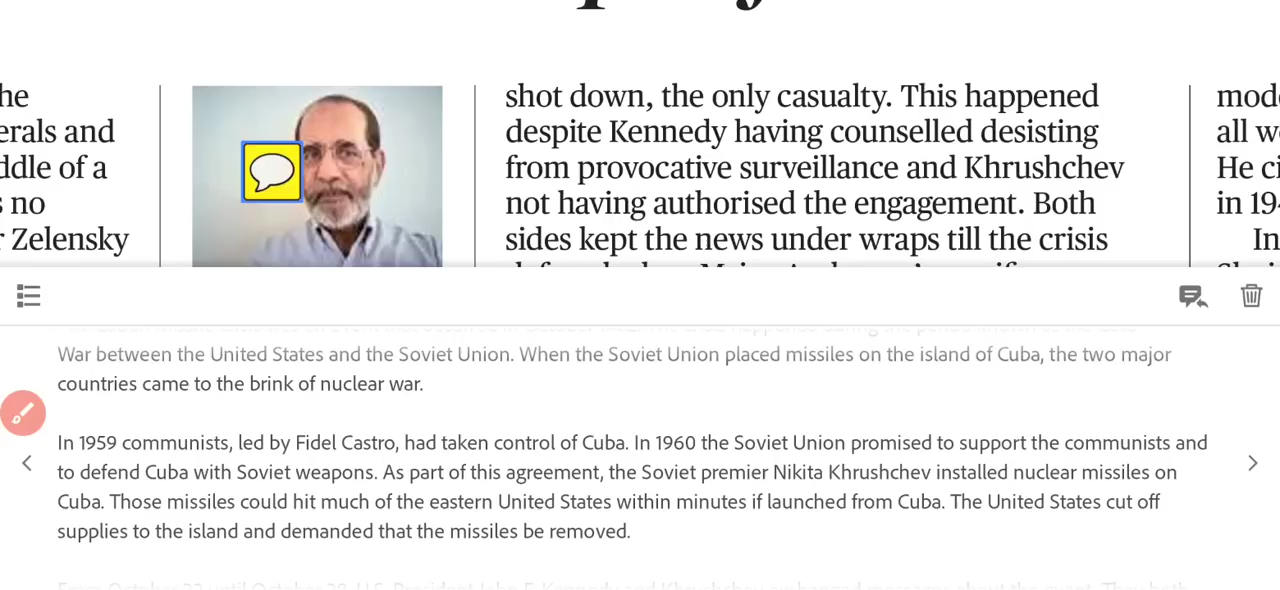 he
erals and
ddle of a
s no
r Zelensky
shot down, the only casualty. This happened
despite Kennedy having counselled desisting
from provocative surveillance and Khrushchev
not having authorised the engagement. Both
sides kept the news under wraps till the crisis
mod
all w
He ci
in 19
In
War between the United States and the Soviet Union. When the Soviet Union placed missiles on the island of Cuba, the two major
countries came to the brink of nuclear war.
In 1959 communists, led by Fidel Castro, had taken control of Cuba. In 1960 the Soviet Union promised to support the communists and
to defend Cuba with Soviet weapons. As part of this agreement, the Soviet premier Nikita Khrushchev installed nuclear missiles on
Cuba. Those missiles could hit much of the eastern United States within minutes if launched from Cuba. The United States cut off
supplies to the island and demanded that the missiles be removed.